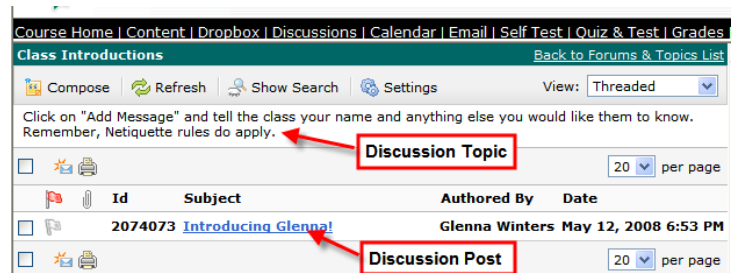 Course Home | Content | Dropbox | Discussions | Calendar | Email | Self Test | Quiz & Test | Grades |
Class Introductions Back to Forums & Topics List
Compose Refresh Show Search Settings View: Threaded
Click on "Add Message" and tell the class your name and anything else you would like them to know.
Remember, Netiquette rules do apply.
Discussion Topic
20 per page
Id Subject Authored By Date
2074073 Introducing Glenna! Glenna Winters May 12, 2008 6:53 PM
Discussion Post
20 per page